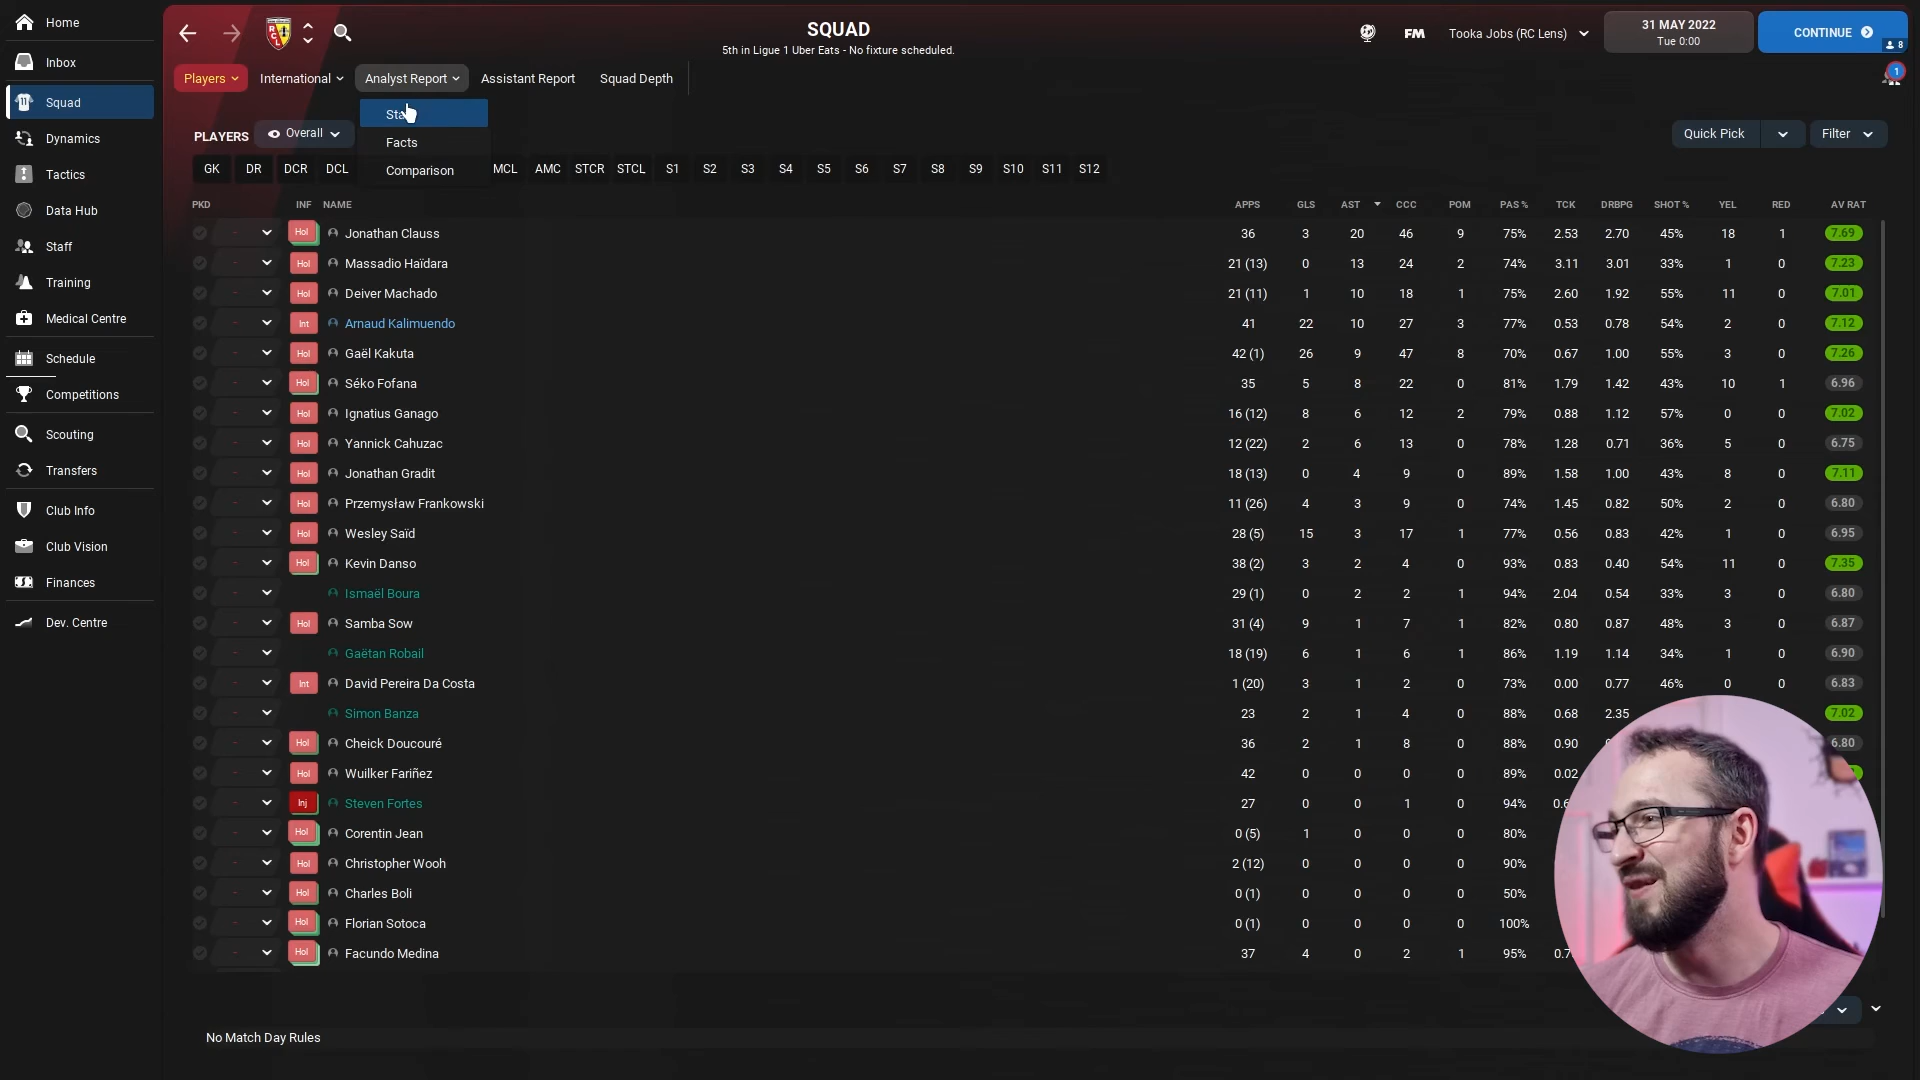 Home
SQUAD
5th in Ligue 1 Uber Eats - No fixture scheduled.
FM
Tooka Jobs (RC Lens)
31 MAY 2022
Tue 0:00
CONTINUE
8
1
Inbox
Squad
Dynamics
Tactics
Data Hub
Staff
Training
Medical Centre
Schedule
Competitions
Scouting
Transfers
Club Info
Club Vision
Finances
Dev. Centre
Players International Analyst Report Assistant Report Squad Depth
Facts
Comparison
PLAYERS Overall Quick Pick Filter
GK DR DCR DCL MCL AMC STCR STCL S1 S2 S3 S4 S5 S6 S7 S8 S9 S10 S11 S12
PKD INF NAME APPS GLS AST CCC POM PAS % TCK DRBPG SHOT % YEL RED AV RAT
- Hol Jonathan Clauss 36 3 20 46 9 75% 2.53 2.70 45% 18 1 7.69
- Hol Massadio Haïdara 21 (13) 0 13 24 2 74% 3.11 3.01 33% 1 0 7.23
- Hol Deiver Machado 21 (11) 1 10 18 1 75% 2.60 1.92 55% 11 0 7.01
- Int Arnaud Kalimuendo 41 22 10 27 3 77% 0.53 0.78 54% 2 0 7.12
- Hol Gaël Kakuta 42 (1) 26 9 47 8 70% 0.67 1.00 55% 3 0 7.26
- Hol Séko Fofana 35 5 8 22 0 81% 1.79 1.42 43% 10 1 6.96
- Hol Ignatius Ganago 16 (12) 8 6 12 2 79% 0.88 1.12 57% 0 0 7.02
- Hol Yannick Cahuzac 12 (22) 2 6 13 0 78% 1.28 0.71 36% 5 0 6.75
- Hol Jonathan Gradit 18 (13) 0 4 9 0 89% 1.58 1.00 43% 8 0 7.11
- Hol Przemysław Frankowski 11 (26) 4 3 9 0 74% 1.45 0.82 50% 2 0 6.80
- Hol Wesley Saïd 28 (5) 15 3 17 1 77% 0.56 0.83 42% 1 0 6.95
- Hol Kevin Danso 38 (2) 3 2 4 0 93% 0.83 0.40 54% 11 0 7.35
- Ismaël Boura 29 (1) 0 2 2 1 94% 2.04 0.54 33% 3 0 6.80
- Hol Samba Sow 31 (4) 9 1 7 1 82% 0.80 0.87 48% 3 0 6.87
- Gaëtan Robail 18 (19) 6 1 6 1 86% 1.19 1.14 34% 1 0 6.90
- Int David Pereira Da Costa 1 (20) 3 1 2 0 73% 0.00 0.77 46% 0 0 6.83
- Simon Banza 23 2 1 4 0 88% 0.68 2.35 7.02
- Hol Cheick Doucouré 36 2 1 8 0 88% 0.90 6.80
- Hol Wuilker Fariñez 42 0 0 0 0 89% 0.02
- Inj Steven Fortes 27 0 0 1 0 94%
- Hol Corentin Jean 0 (5) 1 0 0 0 80%
- Hol Christopher Wooh 2 (12) 0 0 0 0 90%
- Hol Charles Boli 0 (1) 0 0 0 0 50%
- Hol Florian Sotoca 0 (1) 0 0 0 0 100%
- Hol Facundo Medina 37 4 0 2 1 95%
No Match Day Rules